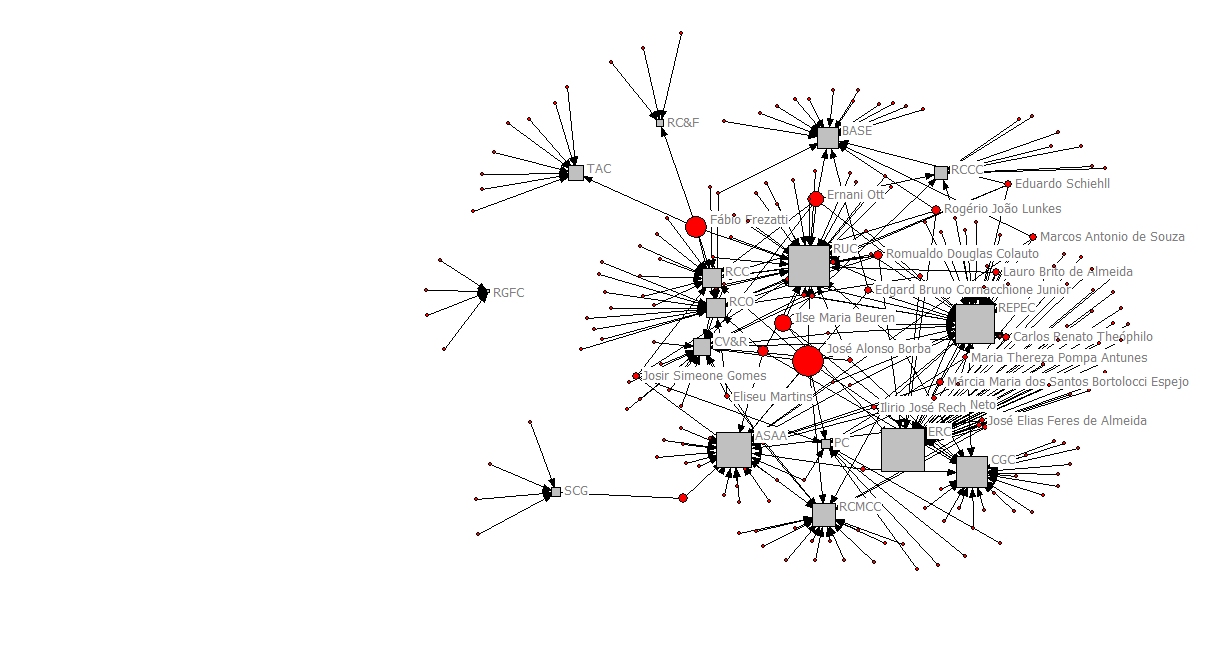 RC&F
BASE
TAC
RCCC
Eduardo Schiehll
Ernani Ott
Rogério João Lunkes
Fábio Frezatti
Marcos Antonio de Souza
RUC
Romualdo Douglas Colauto
RCC
Lauro Brito de Almeida
RGFC
Edgard Bruno Cornacchione Junior
RCO
REPEC
Ilse Maria Beuren
Carlos Renato Theóphilo
CV&R
José Alonso Borba
Maria Thereza Pompa Antunes
Josir Simeone Gomes
Márcia Maria dos Santos Bortolocci Espejo
Eliseu Martins
Ilirio José Rech Neto
José Elias Feres de Almeida
ERC
ASAA
PC
CGC
SCG
RCMCC